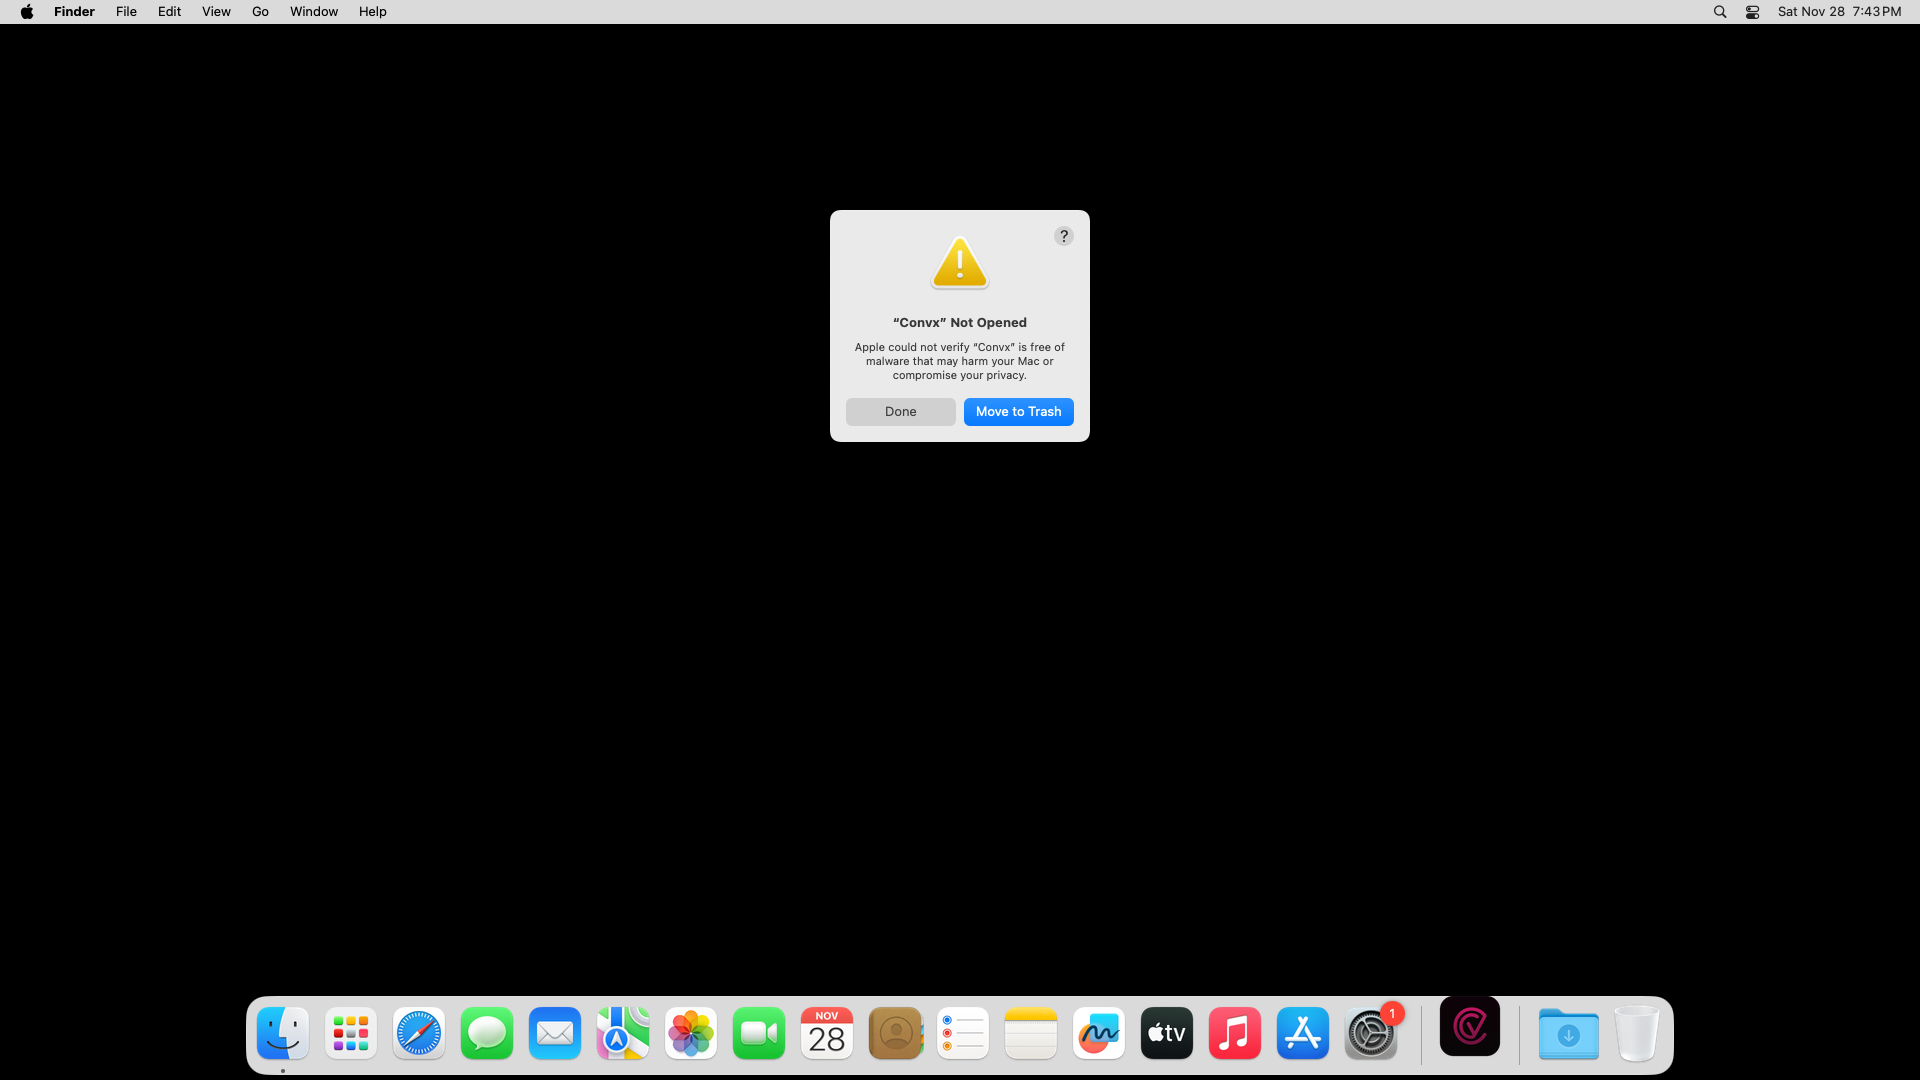 Finder File Edit View Go Window Help Sat Nov 28 7:43 PM
?
“Convx” Not Opened
Apple could not verify “Convx” is free of
malware that may harm your Mac or
compromise your privacy.
Done Move to Trash
NOV
28
tv
1